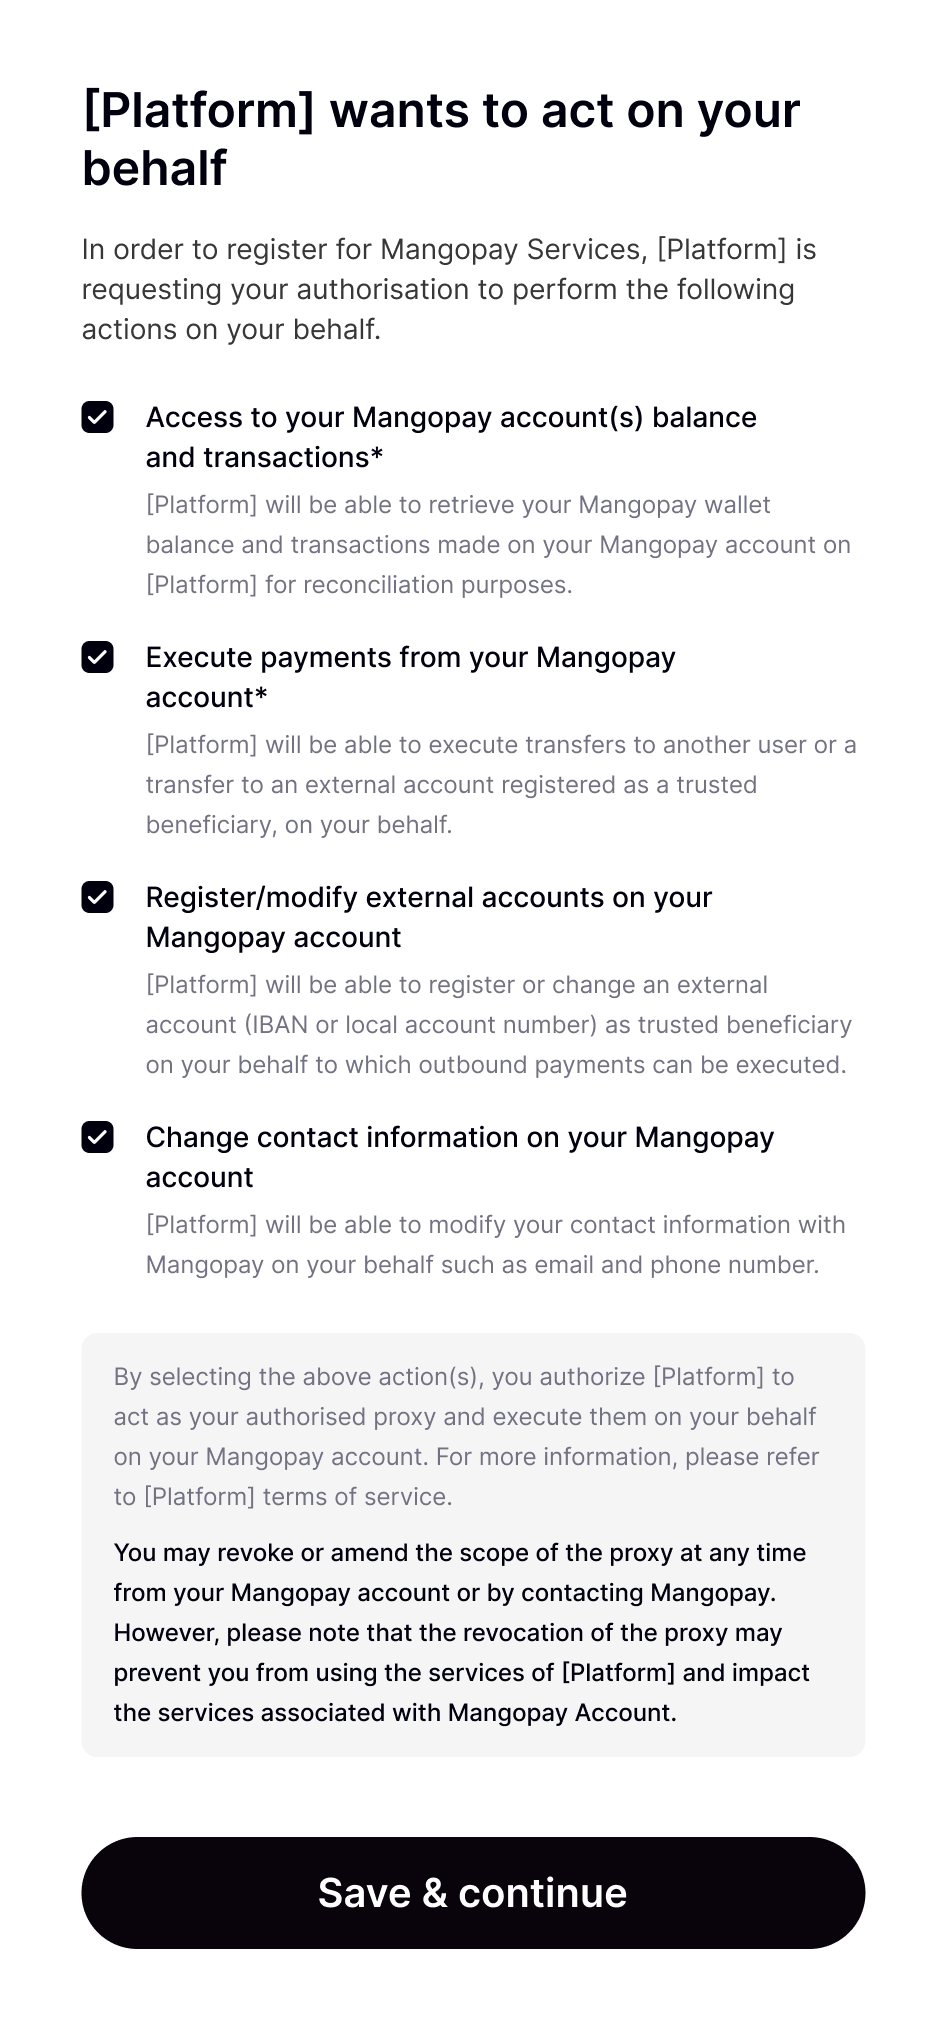 [Platform] wants to act on your
behalf
In order to register for Mangopay Services, [Platform] is
requesting your authorisation to perform the following
actions on your behalf.
Access to your Mangopay account(s) balance
and transactions*
[Platform] will be able to retrieve your Mangopay wallet
balance and transactions made on your Mangopay account on
[Platform] for reconciliation purposes.
Execute payments from your Mangopay
account*
[Platform] will be able to execute transfers to another user or a
transfer to an external account registered as a trusted
beneficiary, on your behalf.
Register/modify external accounts on your
Mangopay account
[Platform] will be able to register or change an external
account (IBAN or local account number) as trusted beneficiary
on your behalf to which outbound payments can be executed.
Change contact information on your Mangopay
account
[Platform] will be able to modify your contact information with
Mangopay on your behalf such as email and phone number.
By selecting the above action(s), you authorize [Platform] to
act as your authorised proxy and execute them on your behalf
on your Mangopay account. For more information, please refer
to [Platform] terms of service.
You may revoke or amend the scope of the proxy at any time
from your Mangopay account or by contacting Mangopay.
However, please note that the revocation of the proxy may
prevent you from using the services of [Platform] and impact
the services associated with Mangopay Account.
Save & continue